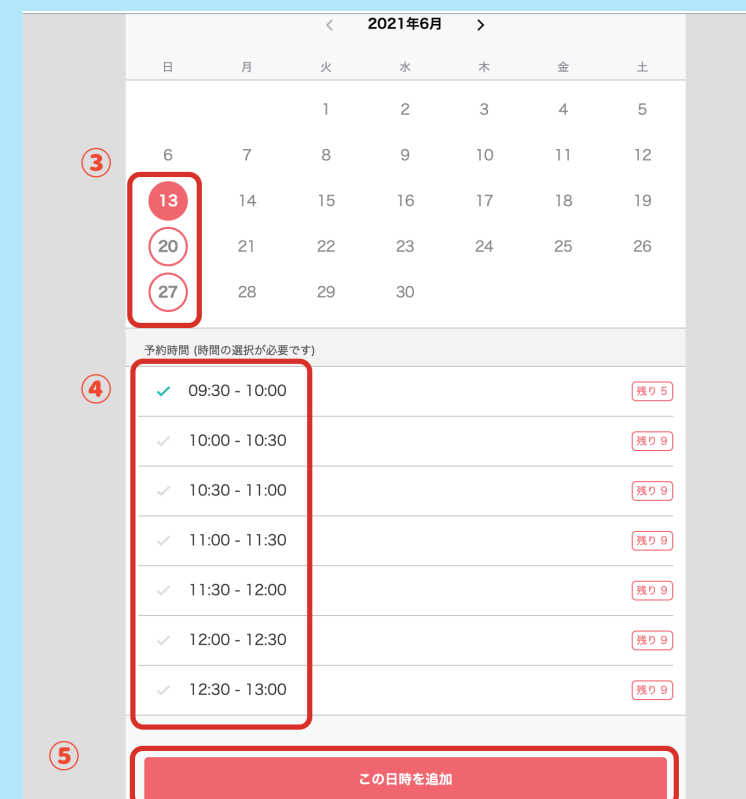 < 2021年6月 >
日 月 火 水 木 金 土
1 2 3 4 5
③
6 7 8 9 10 11 12
13 14 15 16 17 18 19
20 21 22 23 24 25 26
27 28 29 30
予約時間 (時間の選択が必要です)
④
09:30 - 10:00 残り 5
10:00 - 10:30 残り 9
10:30 - 11:00 残り 9
11:00 - 11:30 残り 9
11:30 - 12:00 残り 9
12:00 - 12:30 残り 9
12:30 - 13:00 残り 9
⑤
この日時を追加